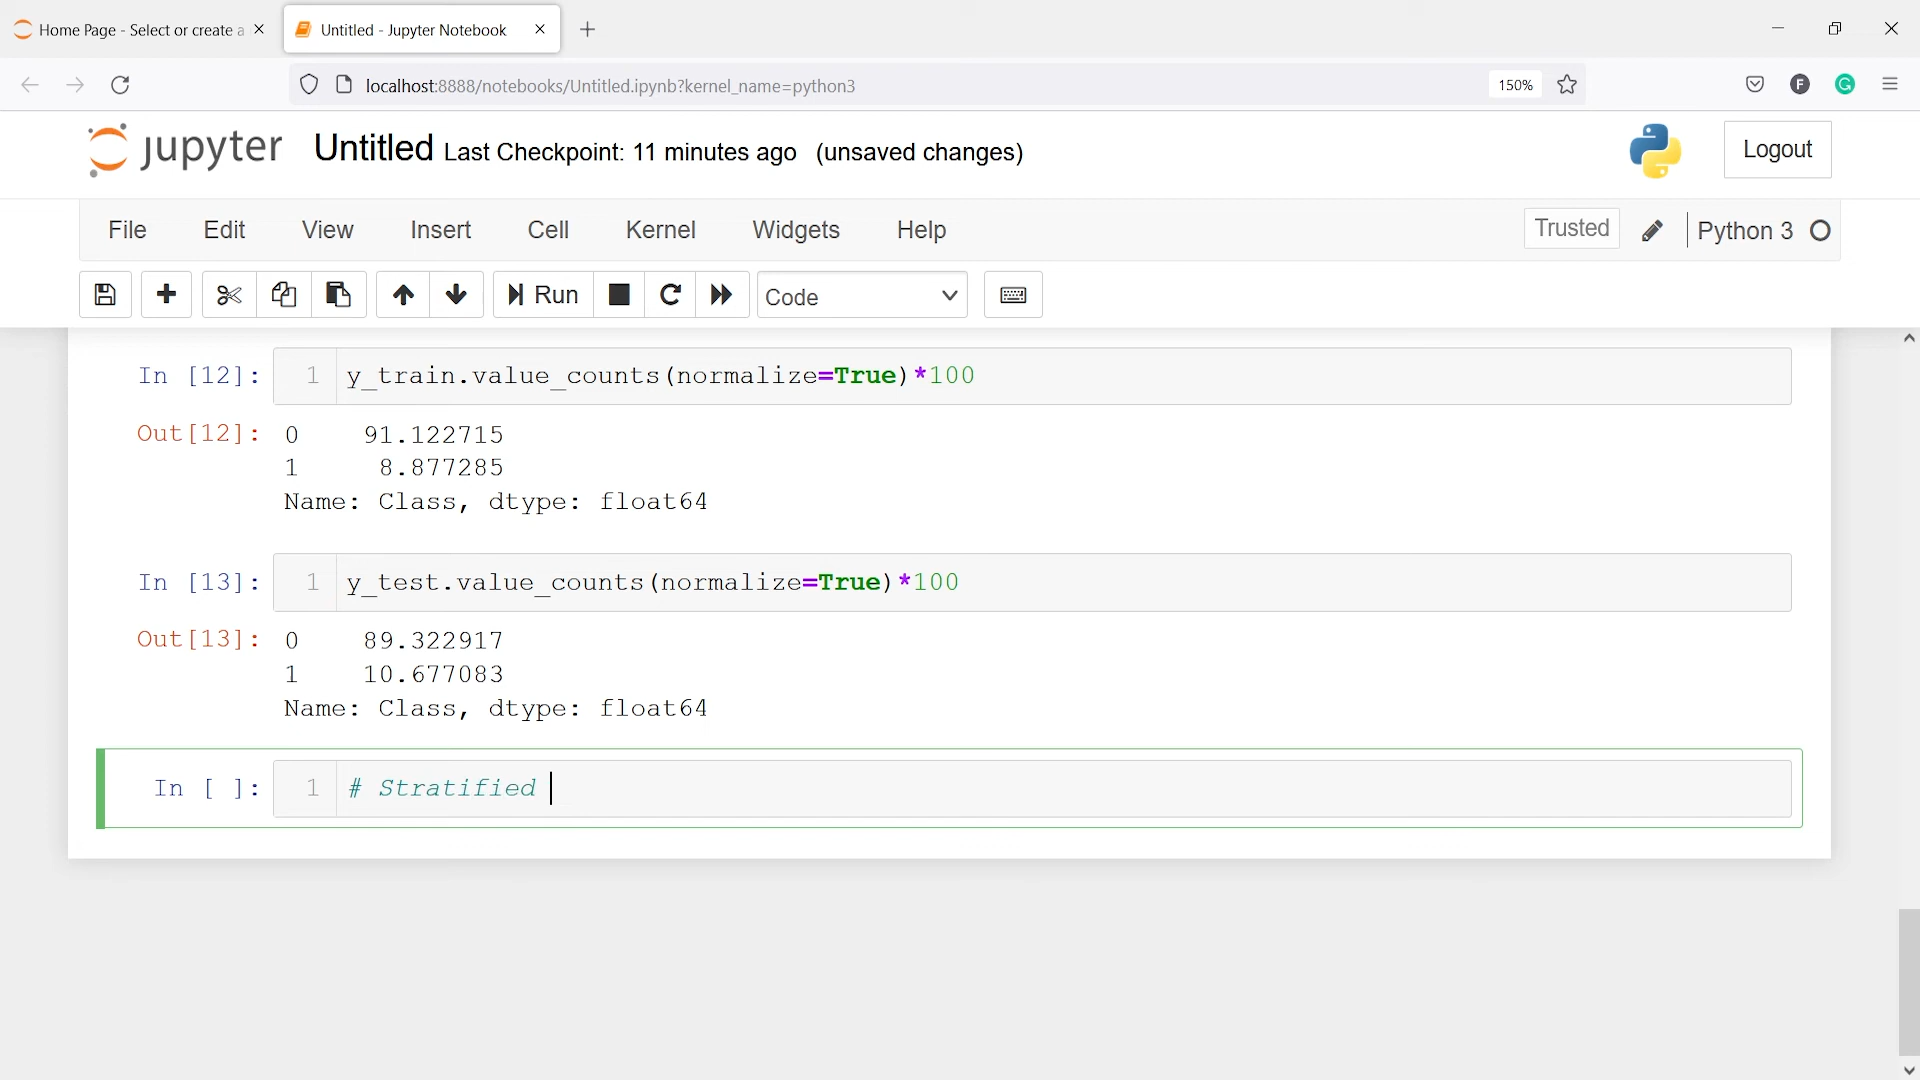 Home Page - Select or create a
Untitled - Jupyter Notebook
localhost:8888/notebooks/Untitled.ipynb?kernel_name=python3
150%
F
G
jupyter Untitled Last Checkpoint: 11 minutes ago (unsaved changes)
Logout
File Edit View Insert Cell Kernel Widgets Help
Trusted
Python 3
Run
Code
In [12]: 1 y_train.value_counts(normalize=True)*100
Out[12]: 0 91.122715
1 8.877285
Name: Class, dtype: float64
In [13]: 1 y_test.value_counts(normalize=True)*100
Out[13]: 0 89.322917
1 10.677083
Name: Class, dtype: float64
In [ ]: 1 # Stratified